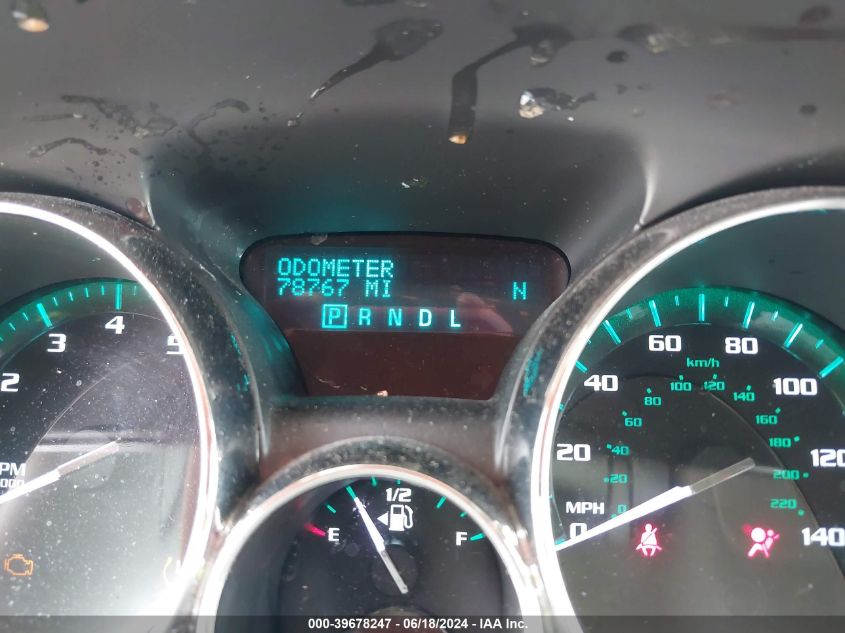 ODOMETER
78767 MI N
P R N D L
2 3 4 5
PM
000
1/2
E F
0 20 40 60 80 100 120 140
MPH
km/h
0 20 40 60 80 100 120 140 160 180 200 220
000-39678247 - 06/18/2024 - IAA Inc.